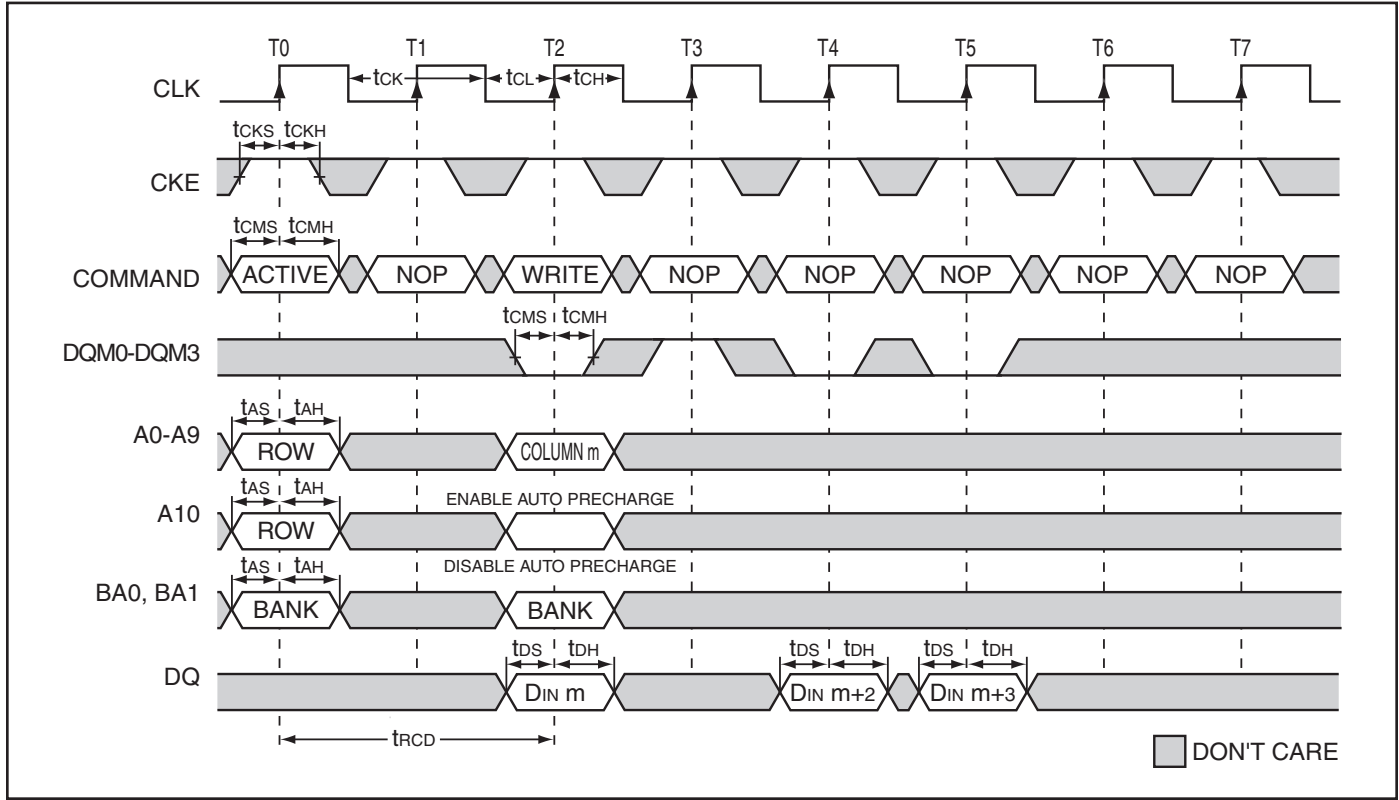 T0 T1 T2 T3 T4 T5 T6 T7
CLK tCK tCL tCH
tCKS tCKH
CKE
tCMS tCMH
COMMAND ACTIVE NOP WRITE NOP NOP NOP NOP NOP
tCMS tCMH
DQM0-DQM3
tAS tAH
A0-A9 ROW COLUMN m
tAS tAH ENABLE AUTO PRECHARGE
A10 ROW
tAS tAH DISABLE AUTO PRECHARGE
BA0, BA1 BANK BANK
tDS tDH tDS tDH tDS tDH
DQ DIN m DIN m+2 DIN m+3
tRCD
DON'T CARE